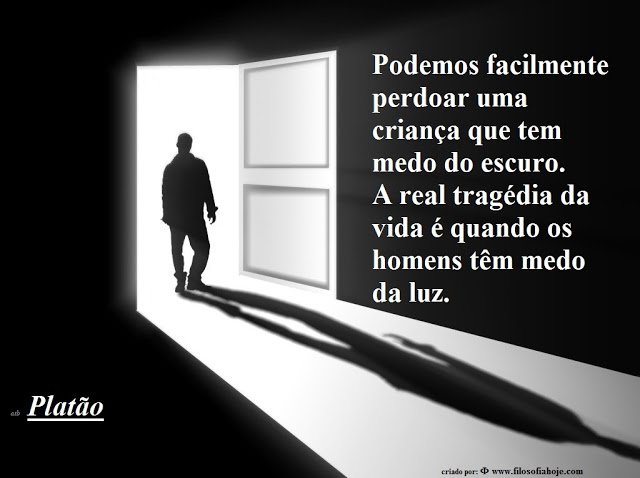 Podemos facilmente
perdoar uma
criança que tem
medo do escuro.
A real tragédia da
vida é quando os
homens têm medo
da luz.
Platão
criado por: Φ www.filosofiahoje.com